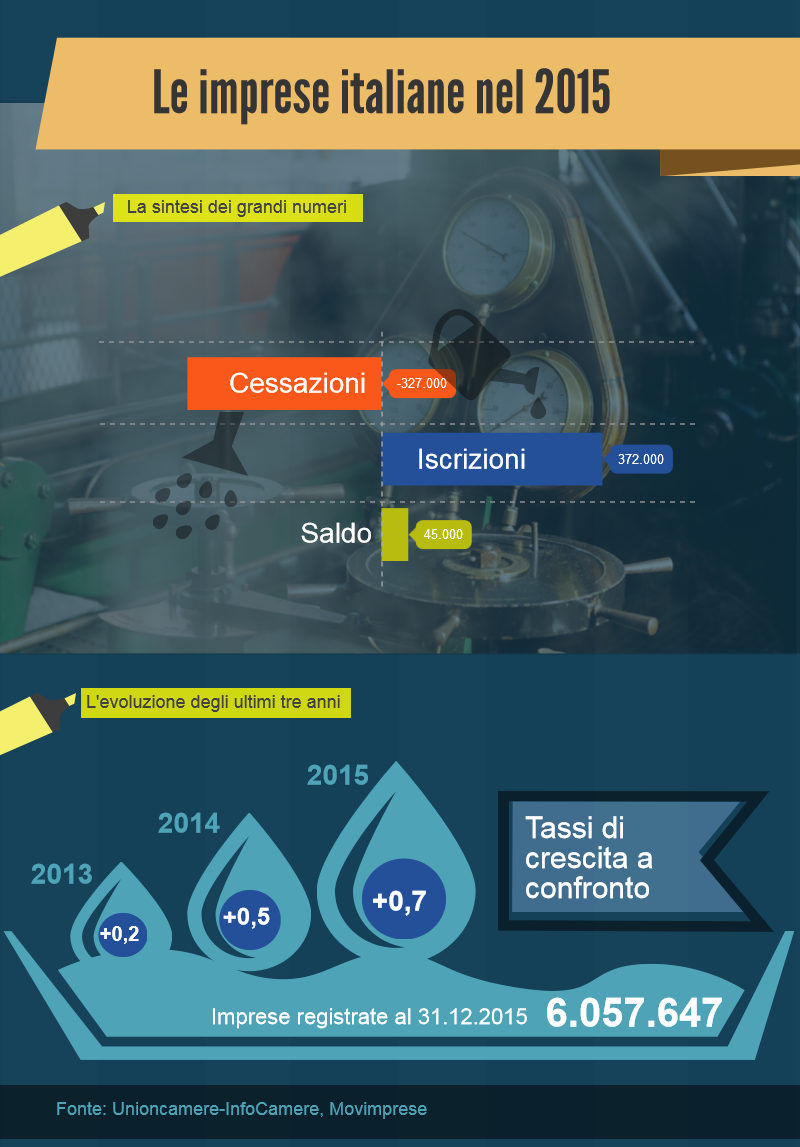 Le imprese italiane nel 2015
La sintesi dei grandi numeri
Cessazioni -327.000
Iscrizioni 372.000
Saldo 45.000
L'evoluzione degli ultimi tre anni
2015
2014
2013
+0,2
+0,5
+0,7
Tassi di
crescita a
confronto
Imprese registrate al 31.12.2015 6.057.647
Fonte: Unioncamere-InfoCamere, Movimprese